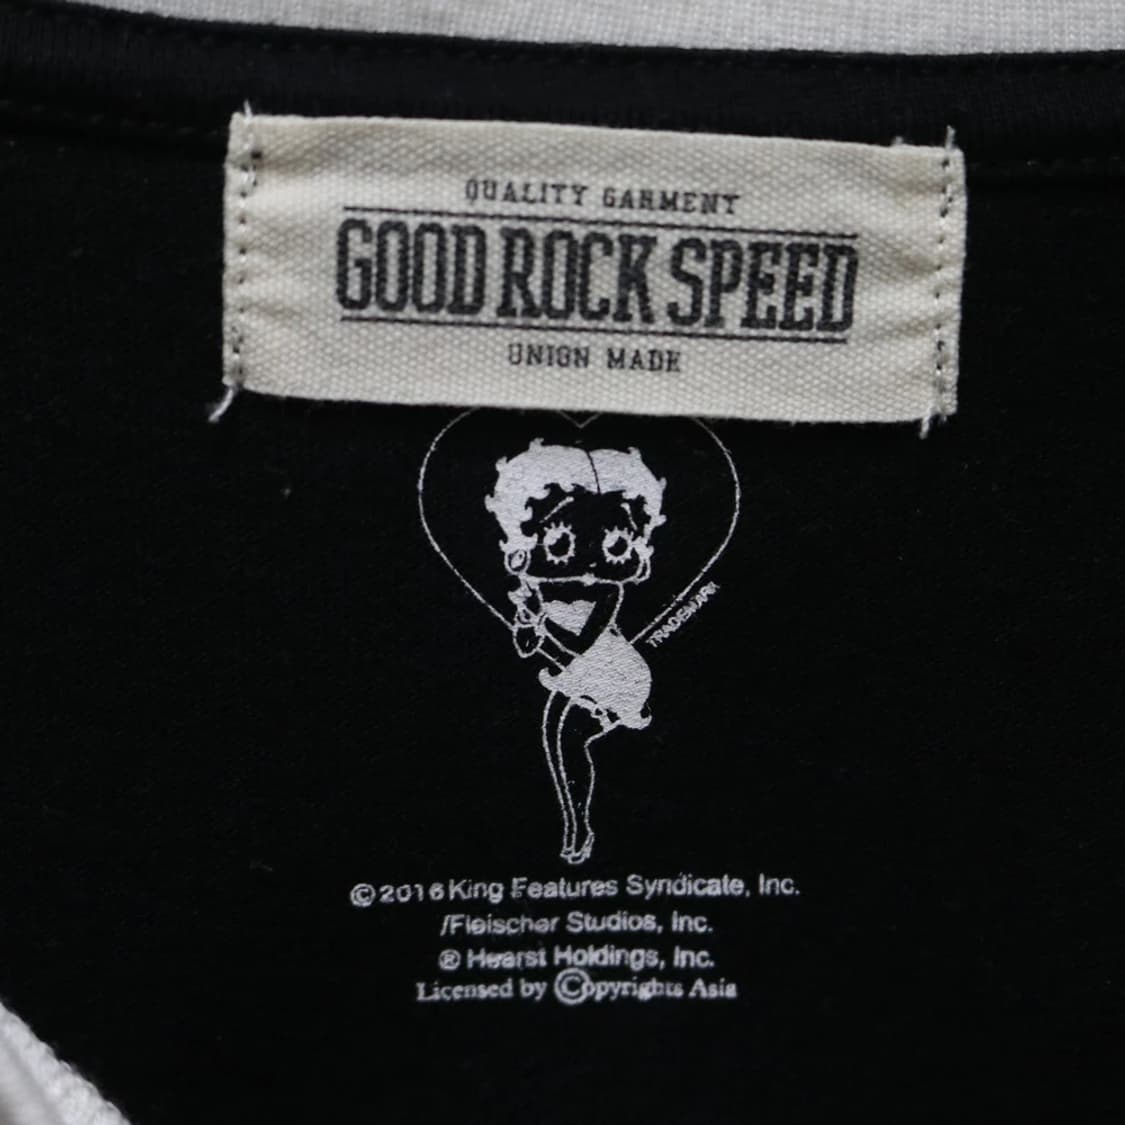 QUALITY GARMENT
GOOD ROCK SPEED
UNION MADE
TRADEMARK
©2016 King Features Syndicate, Inc.
/Fleischer Studios, Inc.
® Hearst Holdings, Inc.
Licensed by ©opyrights Asia